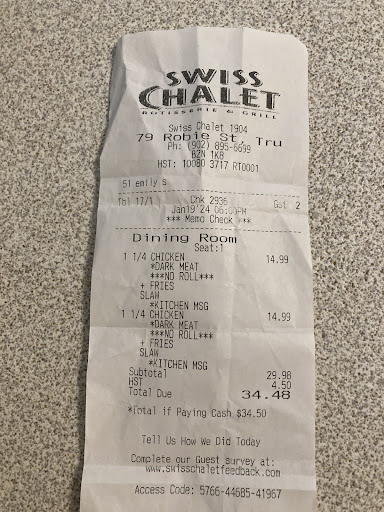 SWISS
CHALET
ROTISSERIE & GRILL
Swiss Chalet 1904
79 Robie St Tru
Ph: (902) 895-6699
B2N 1K8
HST: 10080 3717 RT0001
51 emily s
Tbl 17/1 Chk 2936 Gst 2
Jan19'24 06:00PM
*** Memo Check ***
Dining Room
Seat:1
1 1/4 CHICKEN 14.99
*DARK MEAT
***NO ROLL***
+ FRIES
SLAW
*KITCHEN MSG
1 1/4 CHICKEN 14.99
*DARK MEAT
***NO ROLL***
+ FRIES
SLAW
*KITCHEN MSG
Subtotal 29.98
HST 4.50
Total Due 34.48
*Total if Paying Cash $34.50
Tell Us How We Did Today
Complete our Guest survey at:
www.swisschaletfeedback.com
Access Code: 5766-44685-41967